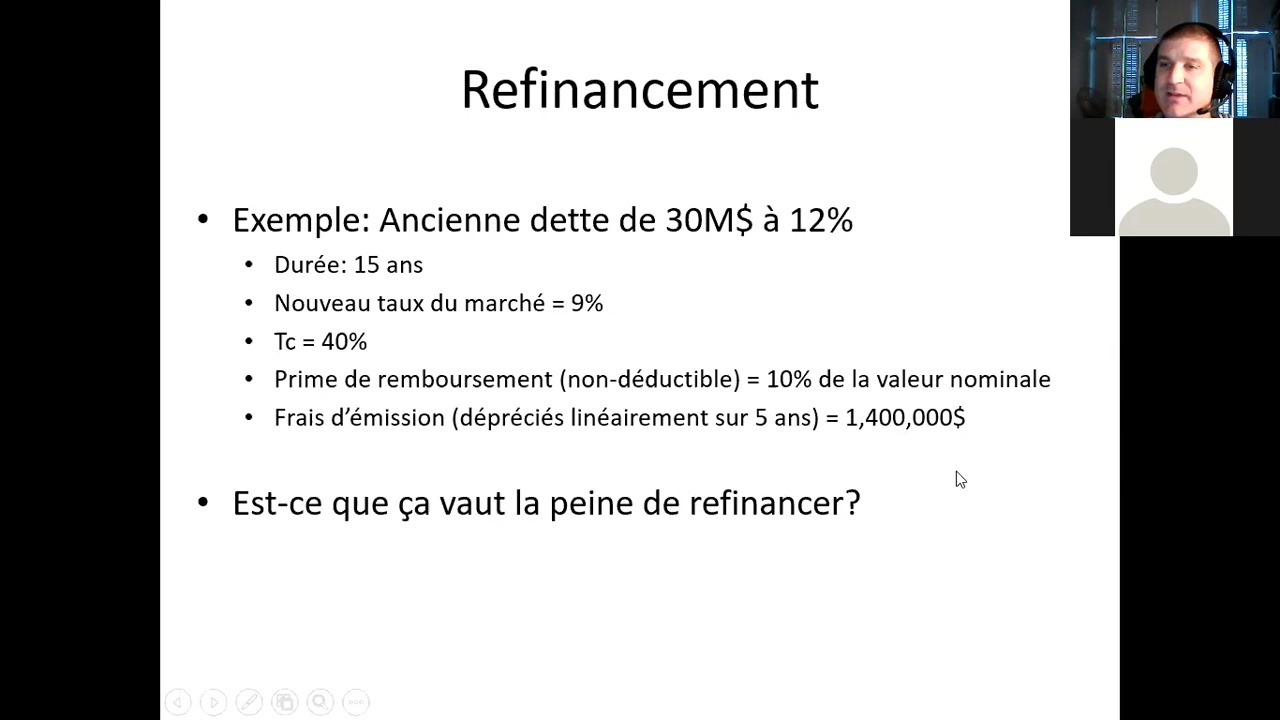 Refinancement
• Exemple: Ancienne dette de 30M$ à 12%
• Durée: 15 ans
• Nouveau taux du marché = 9%
• Tc = 40%
• Prime de remboursement (non-déductible) = 10% de la valeur nominale
• Frais d’émission (dépréciés linéairement sur 5 ans) = 1,400,000$
• Est-ce que ça vaut la peine de refinancer?